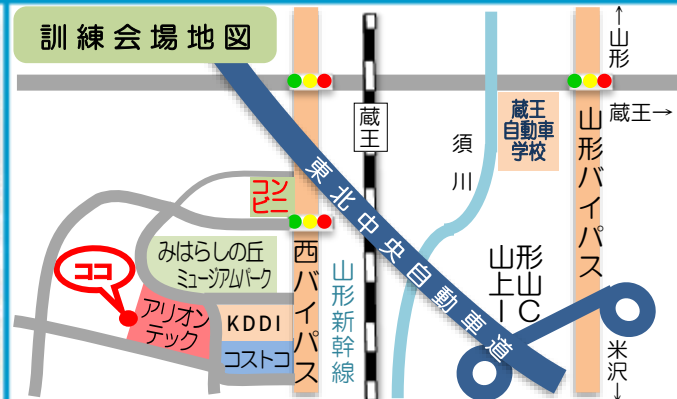 訓練会場地図
↑山形
蔵王→
蔵王
自動車
学校
蔵王
須川
山形バイパス
東北中央自動車道
コン
ビニ
みはらしの丘
ミュージアムパーク
西バイパス
山形新幹線
ココ
アリオン
テック
KDDI
コストコ
山形
上山
IC
米沢↓